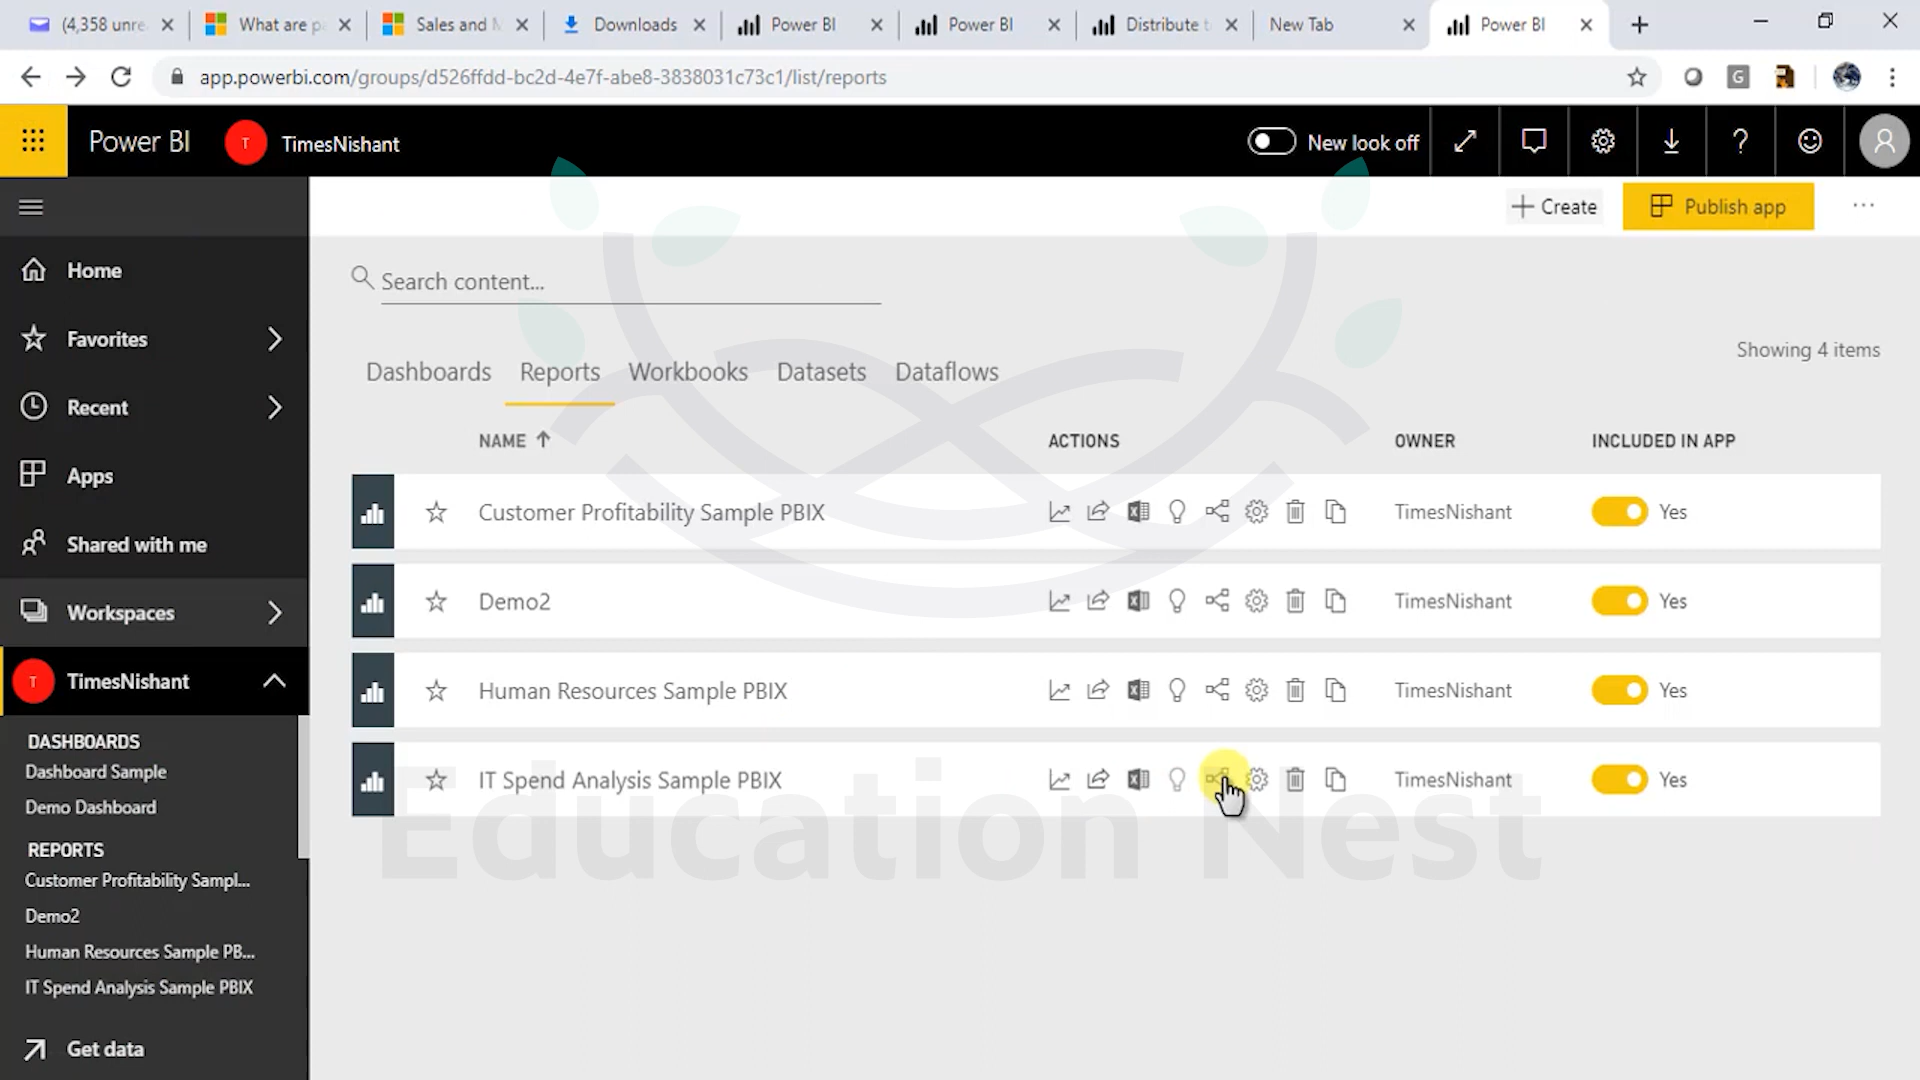 (4,358 unre
What are pa
Sales and M
Downloads
Power BI
Power BI
Distribute t
New Tab
Power BI
app.powerbi.com/groups/d526ffdd-bc2d-4e7f-abe8-3838031c73c1/list/reports
G
Power BI
T
TimesNishant
New look off
?
Create
Publish app
...
Home
Favorites
Recent
Apps
Shared with me
Workspaces
T
TimesNishant
DASHBOARDS
Dashboard Sample
Demo Dashboard
REPORTS
Customer Profitability Sampl...
Demo2
Human Resources Sample PB...
IT Spend Analysis Sample PBIX
Get data
Search content...
Showing 4 items
Dashboards Reports Workbooks Datasets Dataflows
NAME ACTIONS OWNER INCLUDED IN APP
Customer Profitability Sample PBIX TimesNishant Yes
Demo2 TimesNishant Yes
Human Resources Sample PBIX TimesNishant Yes
IT Spend Analysis Sample PBIX TimesNishant Yes
Education Nest